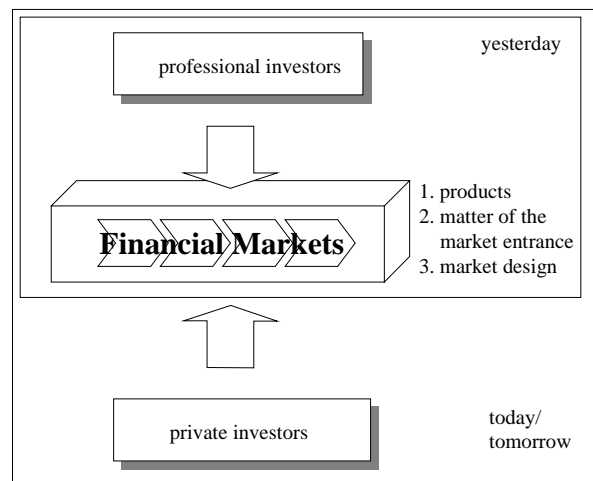 yesterday
professional investors
Financial Markets
1. products
2. matter of the
market entrance
3. market design
private investors
today/
tomorrow